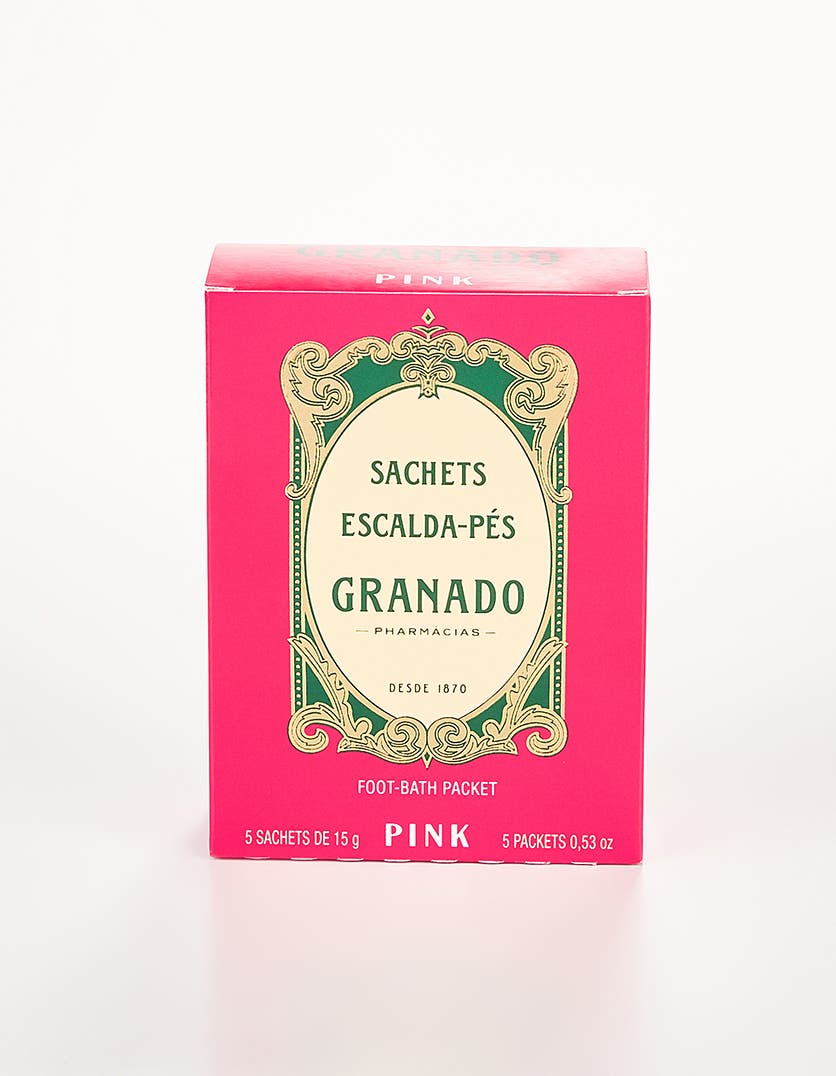 GRANADO
PINK
SACHETS
ESCALDA-PÉS
GRANADO
PHARMÁCIAS
DESDE 1870
FOOT-BATH PACKET
5 SACHETS DE 15 g PINK 5 PACKETS 0,53 oz